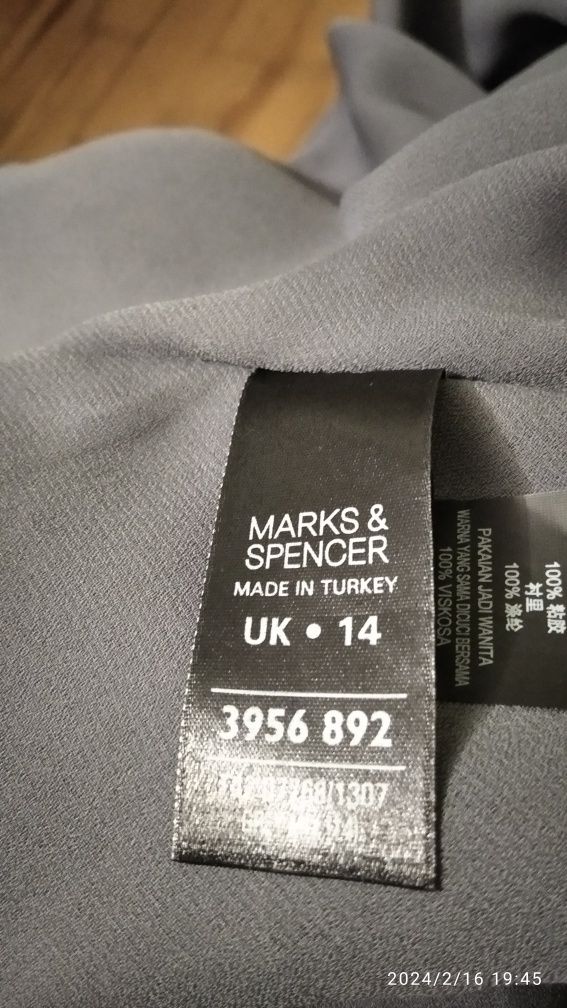 MARKS &
SPENCER
MADE IN TURKEY
UK • 14
3956 892
100% 粘胶
衬里
100% 涤纶
PAKAIAN JADI WANITA
WARNA YANG SAMA DICUCI BERSAMA
100% VISKOSA
2024/2/16 19:45